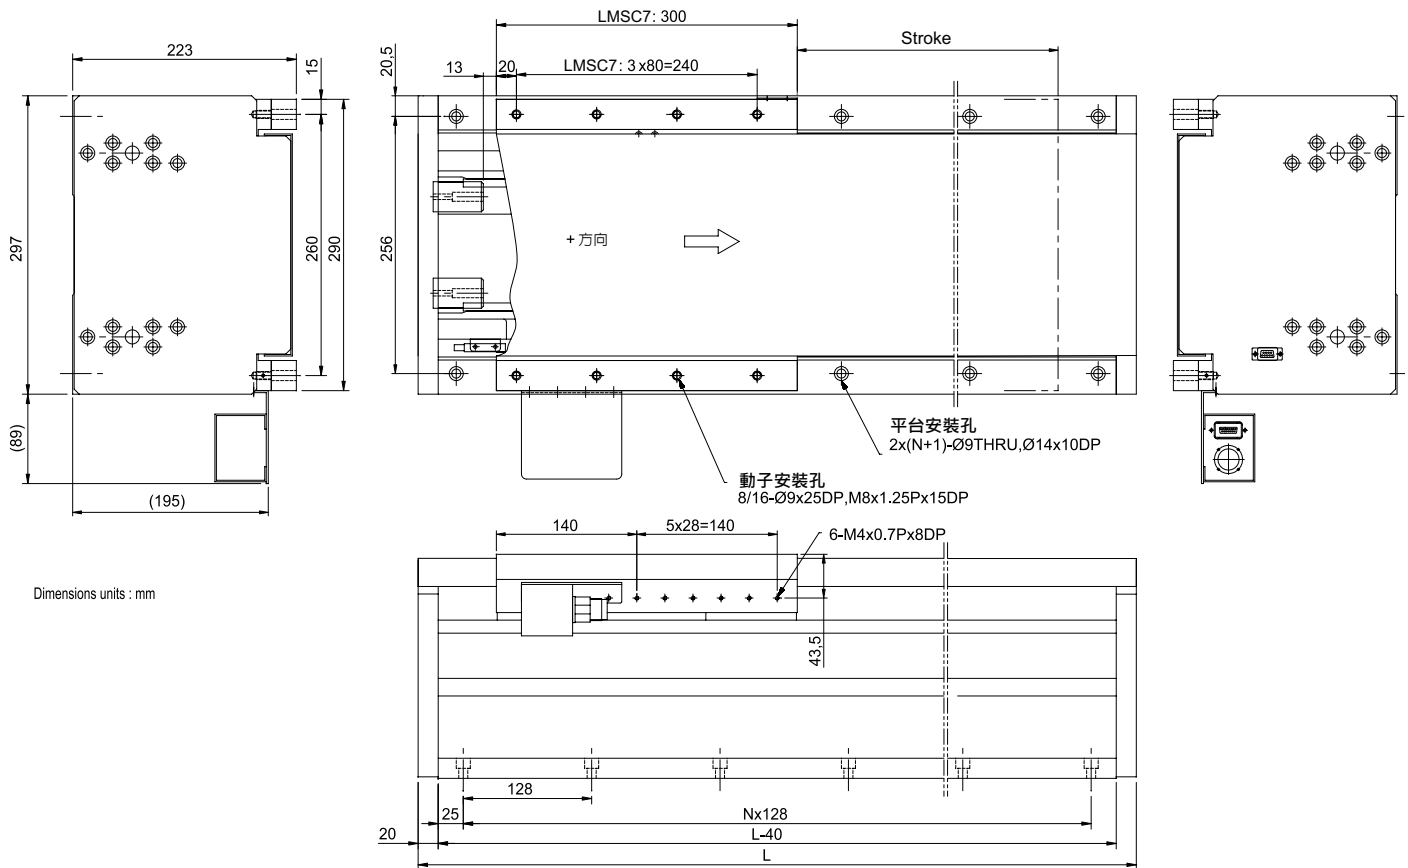 LMSC7: 300
Stroke
223
15
20,5
13
20
LMSC7: 3x80=240
297
260
290
256
+方向
(89)
(195)
平台安裝孔
2x(N+1)-Ø9THRU,Ø14x10DP
動子安裝孔
8/16-Ø9x25DP,M8x1.25Px15DP
140
5x28=140
6-M4x0.7Px8DP
Dimensions units : mm
43,5
128
25
Nx128
20
L-40
L